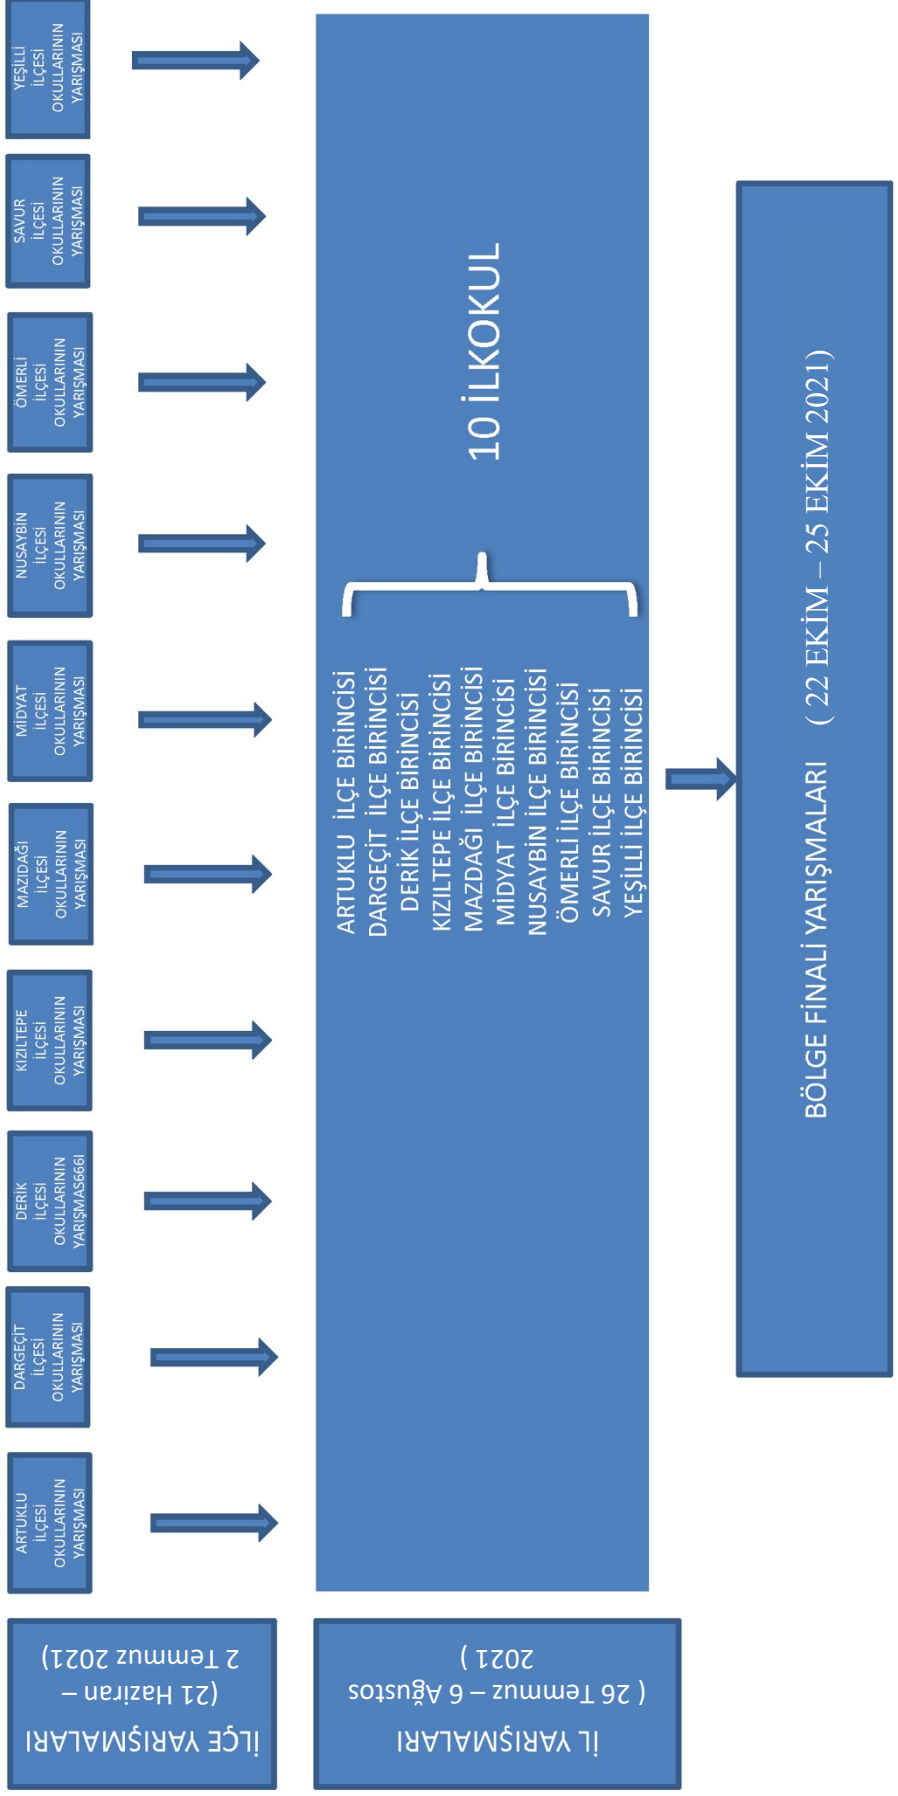 İLÇE YARIŞMALARI
(21 Haziran –
2 Temmuz 2021)
ARTUKLU
İLÇESİ
OKULLARININ
YARIŞMASI
DARGEÇİT
İLÇESİ
OKULLARININ
YARIŞMASI
DERİK
İLÇESİ
OKULLARININ
YARIŞMAS666I
KIZILTEPE
İLÇESİ
OKULLARININ
YARIŞMASI
MAZIDAĞI
İLÇESİ
OKULLARININ
YARIŞMASI
MİDYAT
İLÇESİ
OKULLARININ
YARIŞMASI
NUSAYBİN
İLÇESİ
OKULLARININ
YARIŞMASI
ÖMERLİ
İLÇESİ
OKULLARININ
YARIŞMASI
SAVUR
İLÇESİ
OKULLARININ
YARIŞMASI
YEŞİLLİ
İLÇESİ
OKULLARININ
YARIŞMASI
İL YARIŞMALARI
( 26 Temmuz – 6 Ağustos
2021 )
ARTUKLU İLÇE BİRİNCİSİ
DARGEÇİT İLÇE BİRİNCİSİ
DERİK İLÇE BİRİNCİSİ
KIZILTEPE İLÇE BİRİNCİSİ
MAZDAĞI İLÇE BİRİNCİSİ
MİDYAT İLÇE BİRİNCİSİ
NUSAYBİN İLÇE BİRİNCİSİ
ÖMERLİ İLÇE BİRİNCİSİ
SAVUR İLÇE BİRİNCİSİ
YEŞİLLİ İLÇE BİRİNCİSİ
10 İLKOKUL
BÖLGE FİNALİ YARIŞMALARI ( 22 EKİM – 25 EKİM 2021)